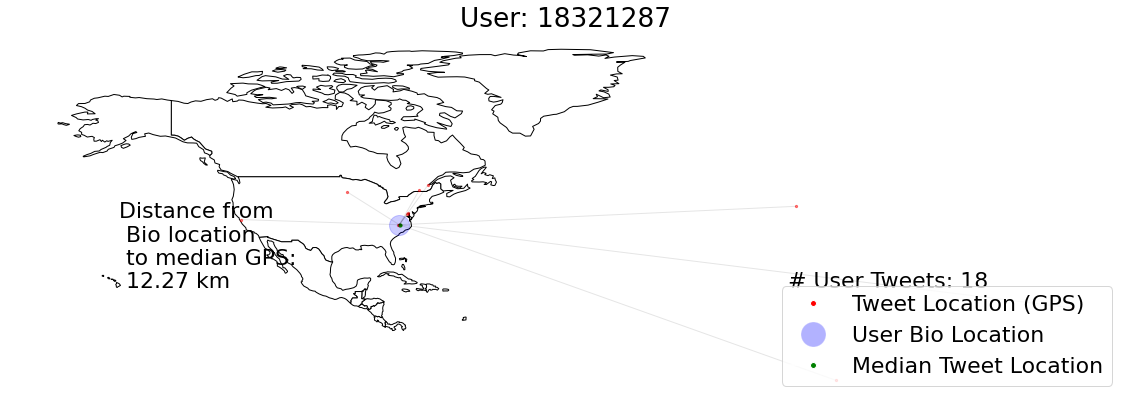 User: 18321287
Distance from
Bio location
to median GPS:
12.27 km
# User Tweets: 18
Tweet Location (GPS)
User Bio Location
Median Tweet Location